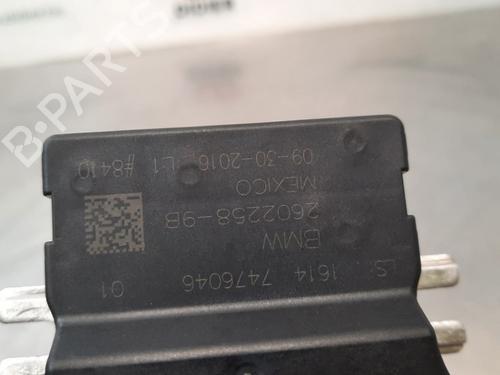 LS 1614 7476046 01
BMW
2602258-9B
MEXICO
09-30-2016 L1 #8410
B-PARTS